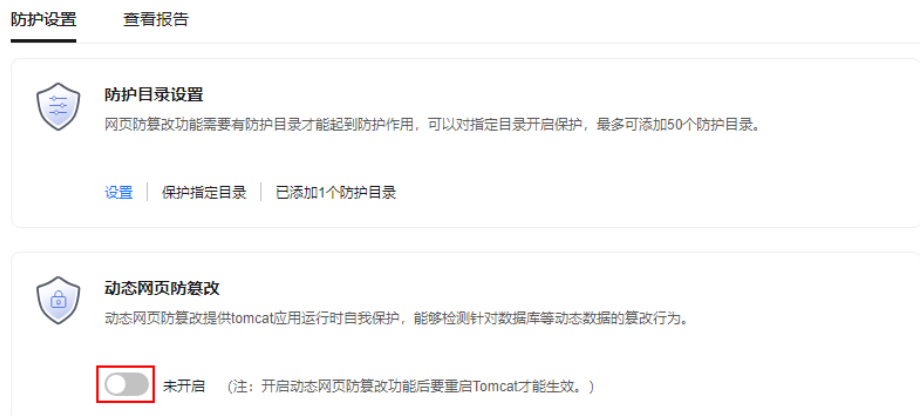 防护设置 查看报告
防护目录设置
网页防篡改功能需要有防护目录才能起到防护作用，可以对指定目录开启保护，最多可添加50个防护目录。
设置 保护指定目录 已添加1个防护目录
动态网页防篡改
动态网页防篡改提供tomcat应用运行时自我保护，能够检测针对数据库等动态数据的篡改行为。
未开启 （注：开启动态网页防篡改功能后要重启Tomcat才能生效。）